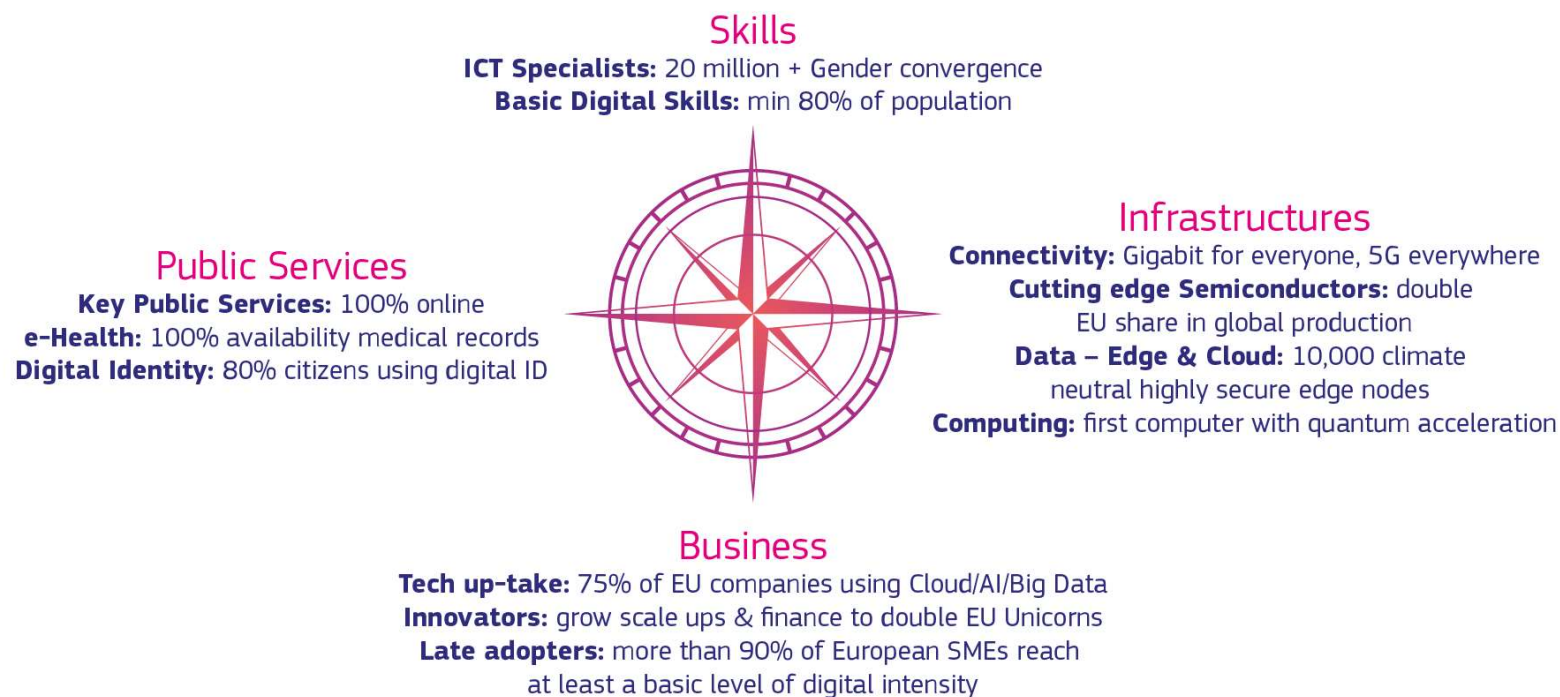 Skills
ICT Specialists: 20 million + Gender convergence
Basic Digital Skills: min 80% of population
Public Services
Key Public Services: 100% online
e-Health: 100% availability medical records
Digital Identity: 80% citizens using digital ID
Infrastructures
Connectivity: Gigabit for everyone, 5G everywhere
Cutting edge Semiconductors: double
EU share in global production
Data – Edge & Cloud: 10,000 climate
neutral highly secure edge nodes
Computing: first computer with quantum acceleration
Business
Tech up-take: 75% of EU companies using Cloud/AI/Big Data
Innovators: grow scale ups & finance to double EU Unicorns
Late adopters: more than 90% of European SMEs reach
at least a basic level of digital intensity